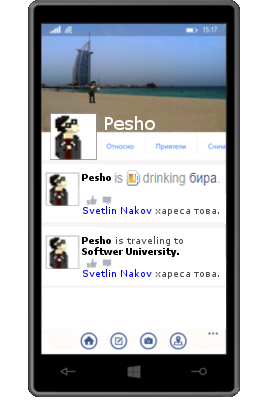 15:17
Pesho
Относно Приятели Сним
Pesho is drinking бира.
Svetlin Nakov хареса това.
Pesho is traveling to
Softwer University.
Svetlin Nakov хареса това.